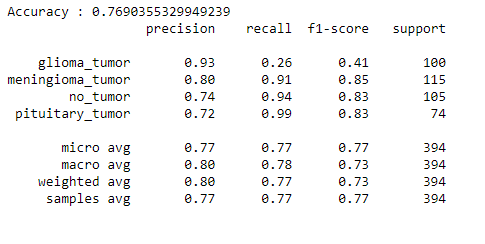 Accuracy : 0.7690355329949239
precision recall f1-score support
glioma_tumor 0.93 0.26 0.41 100
meningioma_tumor 0.80 0.91 0.85 115
no_tumor 0.74 0.94 0.83 105
pituitary_tumor 0.72 0.99 0.83 74
micro avg 0.77 0.77 0.77 394
macro avg 0.80 0.78 0.73 394
weighted avg 0.80 0.77 0.73 394
samples avg 0.77 0.77 0.77 394